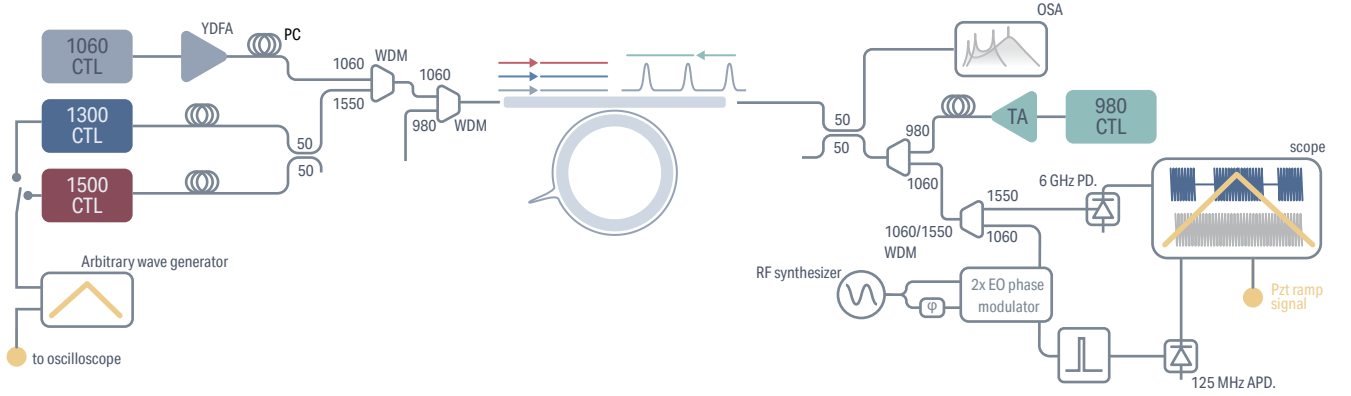 OSA
YDFA
PC
1060
CTL
1060
WDM
1060
1550
980
WDM
1300
CTL
50
50
1500
CTL
Arbitrary wave generator
to oscilloscope
50
50
980
TA
980
CTL
1060
scope
6 GHz PD.
1550
1060
1060/1550
WDM
RF synthesizer
φ
2x EO phase
modulator
Pzt ramp
signal
125 MHz APD.